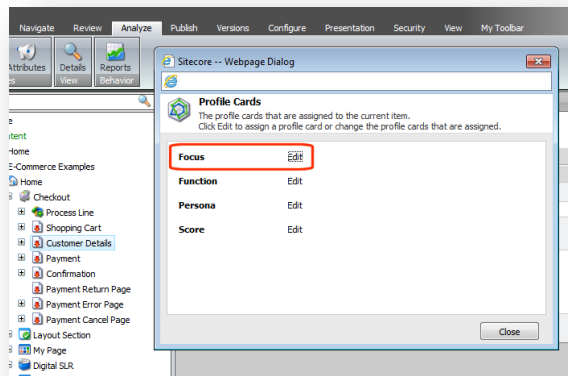 Navigate Review Analyze Publish Versions Configure Presentation Security View My Toolbar
Attributes Details Reports
View Behavior
Sitecore -- Webpage Dialog
Profile Cards
The profile cards that are assigned to the current item.
Click Edit to assign a profile card or change the profile cards that are assigned.
Focus Edit
Function Edit
Persona Edit
Score Edit
Close
Home
E-Commerce Examples
Home
Checkout
Process Line
Shopping Cart
Customer Details
Payment
Confirmation
Payment Return Page
Payment Error Page
Payment Cancel Page
Layout Section
My Page
Digital SLR